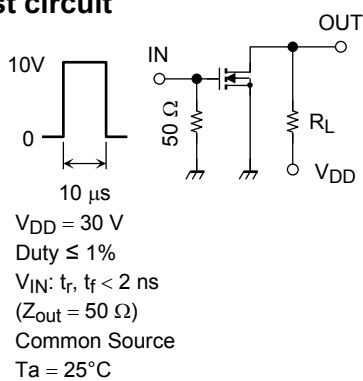 st circuit
10V
0
10 μs
IN
50 Ω
OUT
RL
VDD
VDD = 30 V
Duty ≤ 1%
VIN: tr, tf < 2 ns
(Zout = 50 Ω)
Common Source
Ta = 25°C